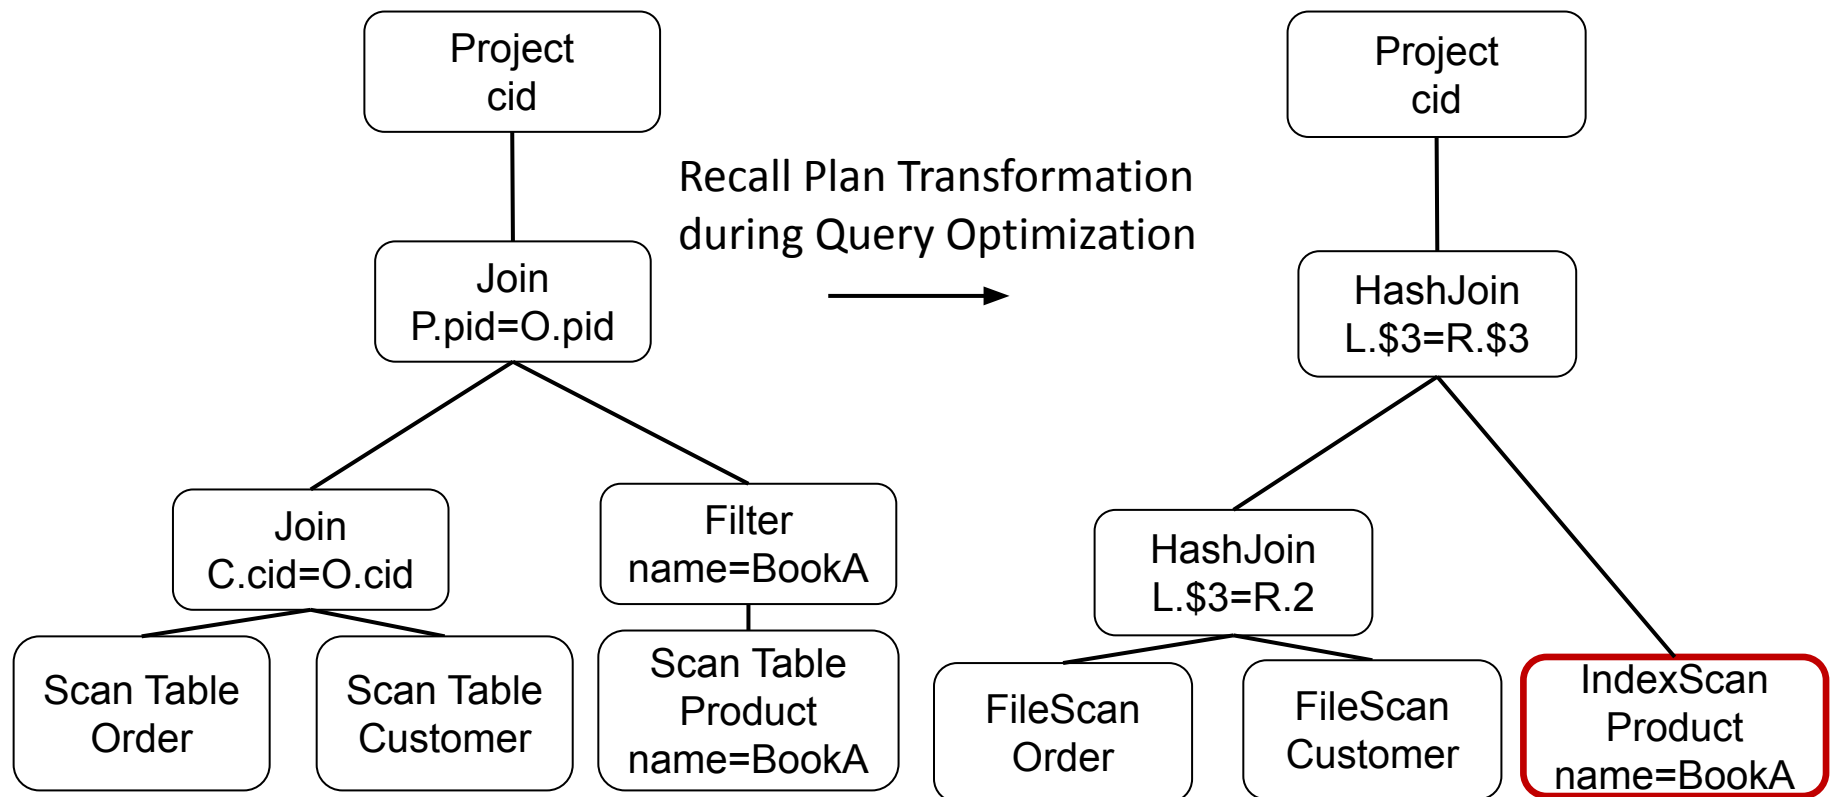 Project
cid
Recall Plan Transformation
during Query Optimization
Join
P.pid=O.pid
Join
C.cid=O.cid
Filter
name=BookA
Scan Table
Order
Scan Table
Customer
Scan Table
Product
name=BookA
Project
cid
HashJoin
L.$3=R.$3
HashJoin
L.$3=R.2
FileScan
Order
FileScan
Customer
IndexScan
Product
name=BookA